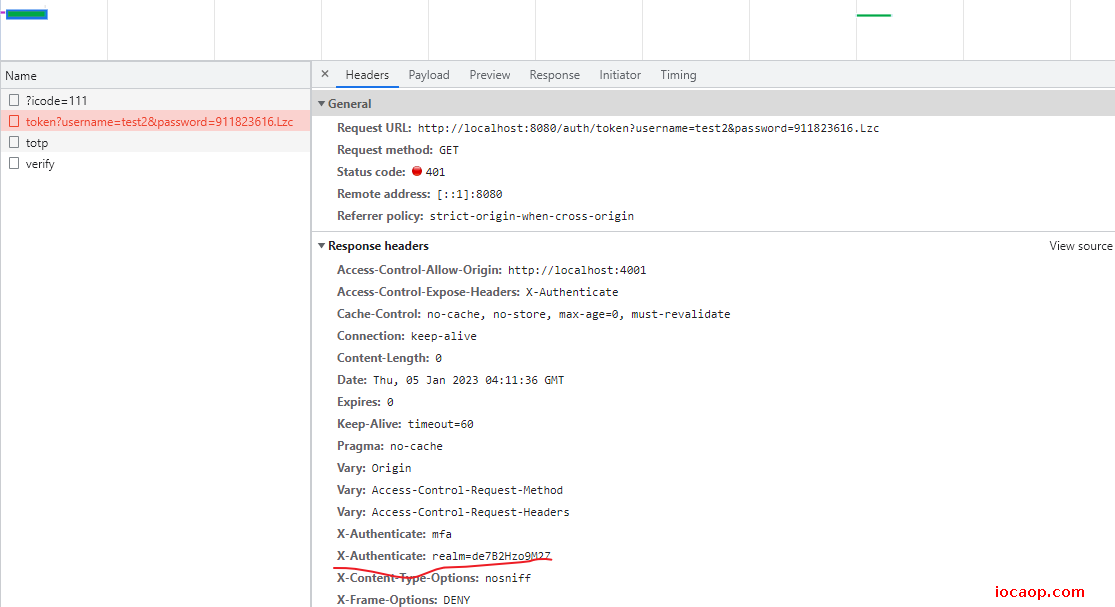 Name
?icode=111
token?username=test2&password=911823616.Lzc
totp
verify
× Headers Payload Preview Response Initiator Timing
General
Request URL: http://localhost:8080/auth/token?username=test2&password=911823616.Lzc
Request method: GET
Status code: 401
Remote address: [::1]:8080
Referrer policy: strict-origin-when-cross-origin
Response headers View source
Access-Control-Allow-Origin: http://localhost:4001
Access-Control-Expose-Headers: X-Authenticate
Cache-Control: no-cache, no-store, max-age=0, must-revalidate
Connection: keep-alive
Content-Length: 0
Date: Thu, 05 Jan 2023 04:11:36 GMT
Expires: 0
Keep-Alive: timeout=60
Pragma: no-cache
Vary: Origin
Vary: Access-Control-Request-Method
Vary: Access-Control-Request-Headers
X-Authenticate: mfa
X-Authenticate: realm=de7B2Hzo9M2Z
X-Content-Type-Options: nosniff
X-Frame-Options: DENY
iocaop.com